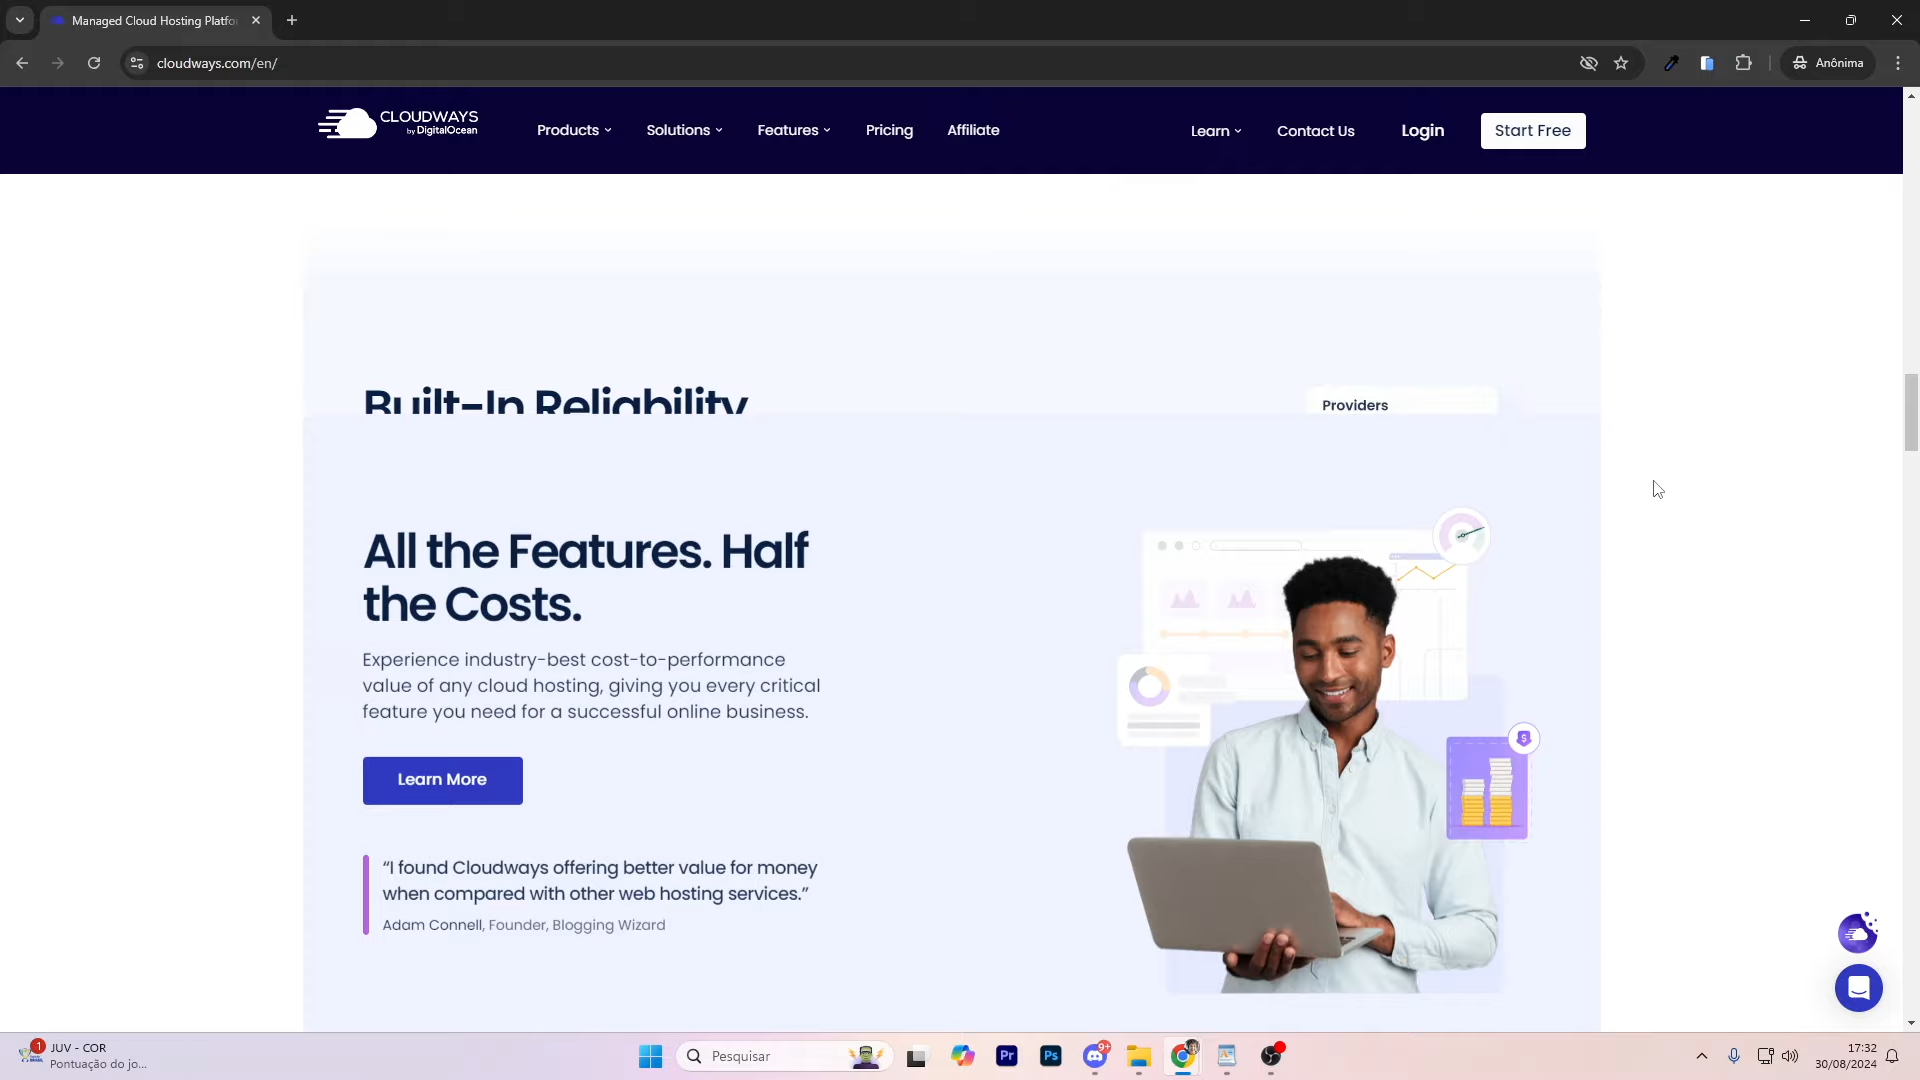 Managed Cloud Hosting Platfo
cloudways.com/en/
Anônima
CLOUDWAYS
by DigitalOcean
Products
Solutions
Features
Pricing
Affiliate
Learn
Contact Us
Login
Start Free
Built-In Reliability
Providers
All the Features. Half
the Costs.
Experience industry-best cost-to-performance
value of any cloud hosting, giving you every critical
feature you need for a successful online business.
Learn More
“I found Cloudways offering better value for money
when compared with other web hosting services.”
Adam Connell, Founder, Blogging Wizard
1
JUV - COR
Pontuação do jo...
Pesquisar
Pr
Ps
9+
17:32
30/08/2024